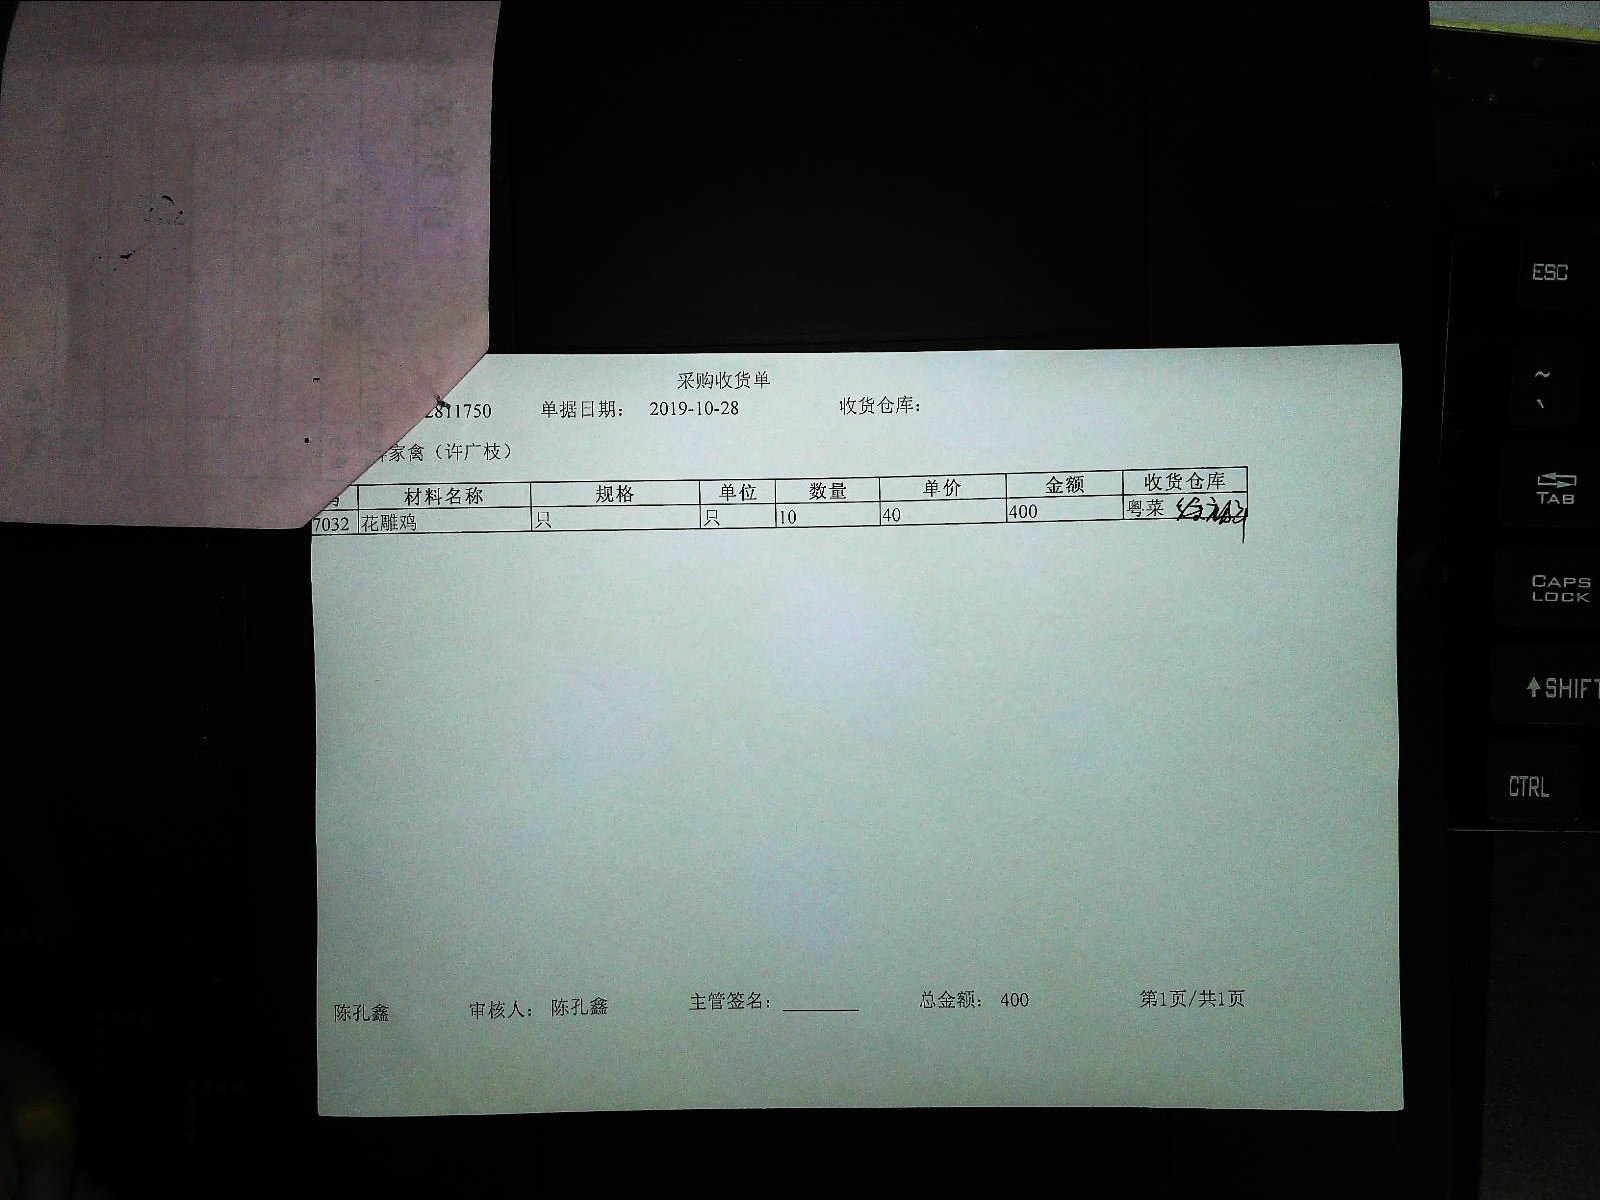 采购收货单
2811750 单据日期： 2019-10-28 收货仓库：
家禽（许广枝）
材料名称 规格 单位 数量 单价 金额 收货仓库
7032 花雕鸡 只 只 10 40 400 粤菜
陈孔鑫 审核人： 陈孔鑫 主管签名： 总金额： 400 第1页/共1页
ESC
~
TAB
CAPS
LOCK
SHIFT
CTRL